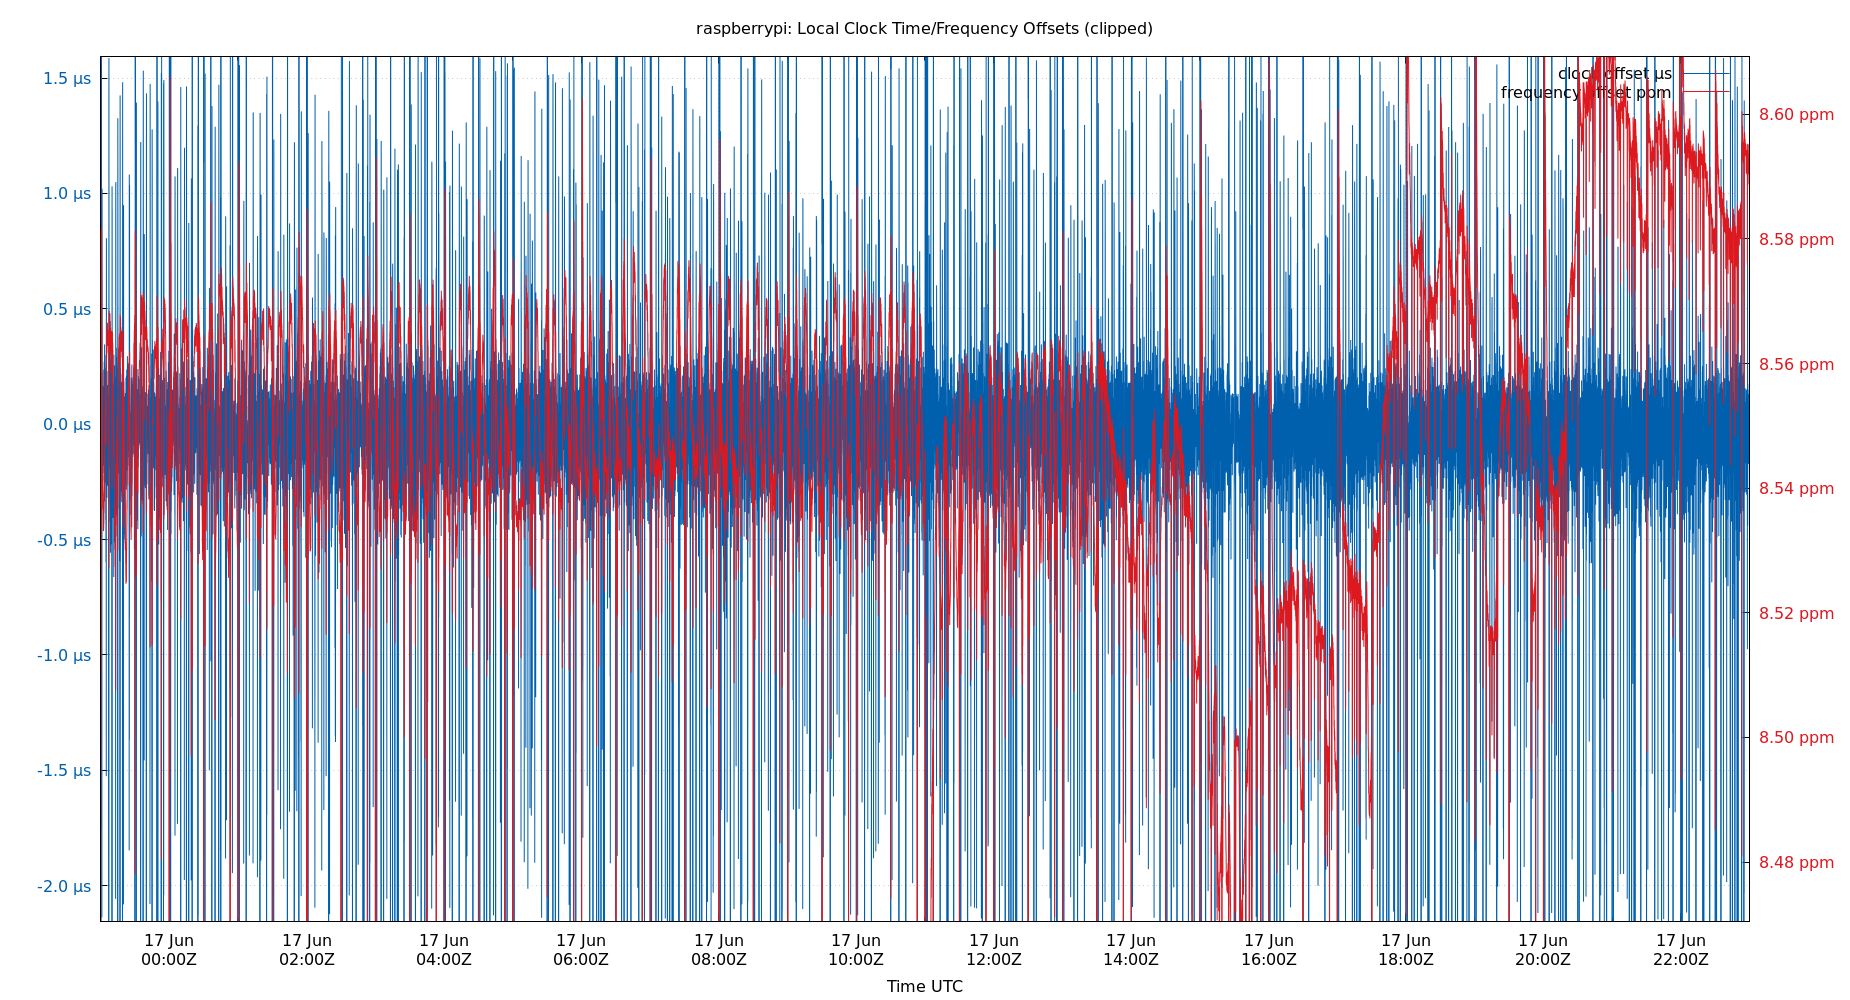 raspberrypi: Local Clock Time/Frequency Offsets (clipped)
clock offset µs
frequency offset ppm
1.5 µs
1.0 µs
0.5 µs
0.0 µs
-0.5 µs
-1.0 µs
-1.5 µs
-2.0 µs
8.60 ppm
8.58 ppm
8.56 ppm
8.54 ppm
8.52 ppm
8.50 ppm
8.48 ppm
17 Jun 17 Jun 17 Jun 17 Jun 17 Jun 17 Jun 17 Jun 17 Jun 17 Jun 17 Jun 17 Jun 17 Jun
00:00Z 02:00Z 04:00Z 06:00Z 08:00Z 10:00Z 12:00Z 14:00Z 16:00Z 18:00Z 20:00Z 22:00Z
Time UTC